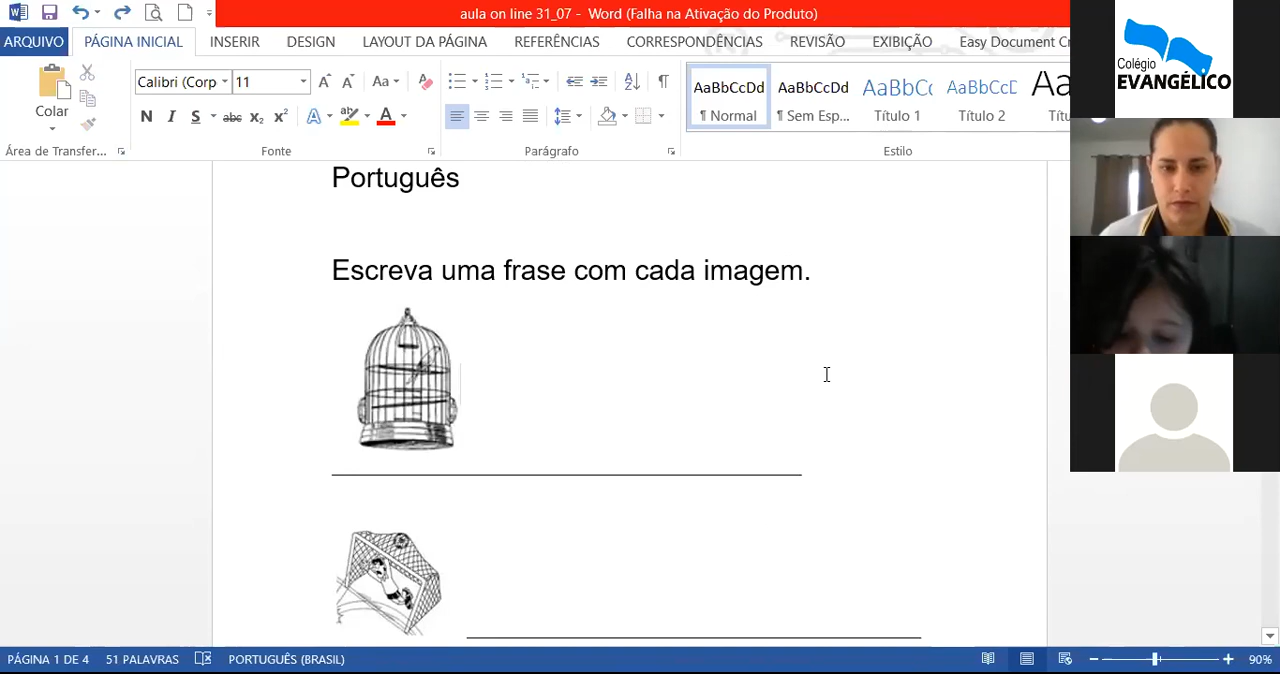 aula on line 31_07 - Word (Falha na Ativação do Produto)
ARQUIVO PÁGINA INICIAL INSERIR DESIGN LAYOUT DA PÁGINA REFERÊNCIAS CORRESPONDÊNCIAS REVISÃO EXIBIÇÃO Easy Document Cr
Colar
Calibri (Corp 11 Aa
N I S abc x₂ x² A ab A
AaBbCcDd AaBbCcDd AaBbCc AaBbCcD Aa
¶ Normal ¶ Sem Esp... Título 1 Título 2 Títu
Área de Transfer... Fonte Parágrafo Estilo
Colégio
EVANGÉLICO
Português
Escreva uma frase com cada imagem.
PÁGINA 1 DE 4 51 PALAVRAS PORTUGUÊS (BRASIL) 90%